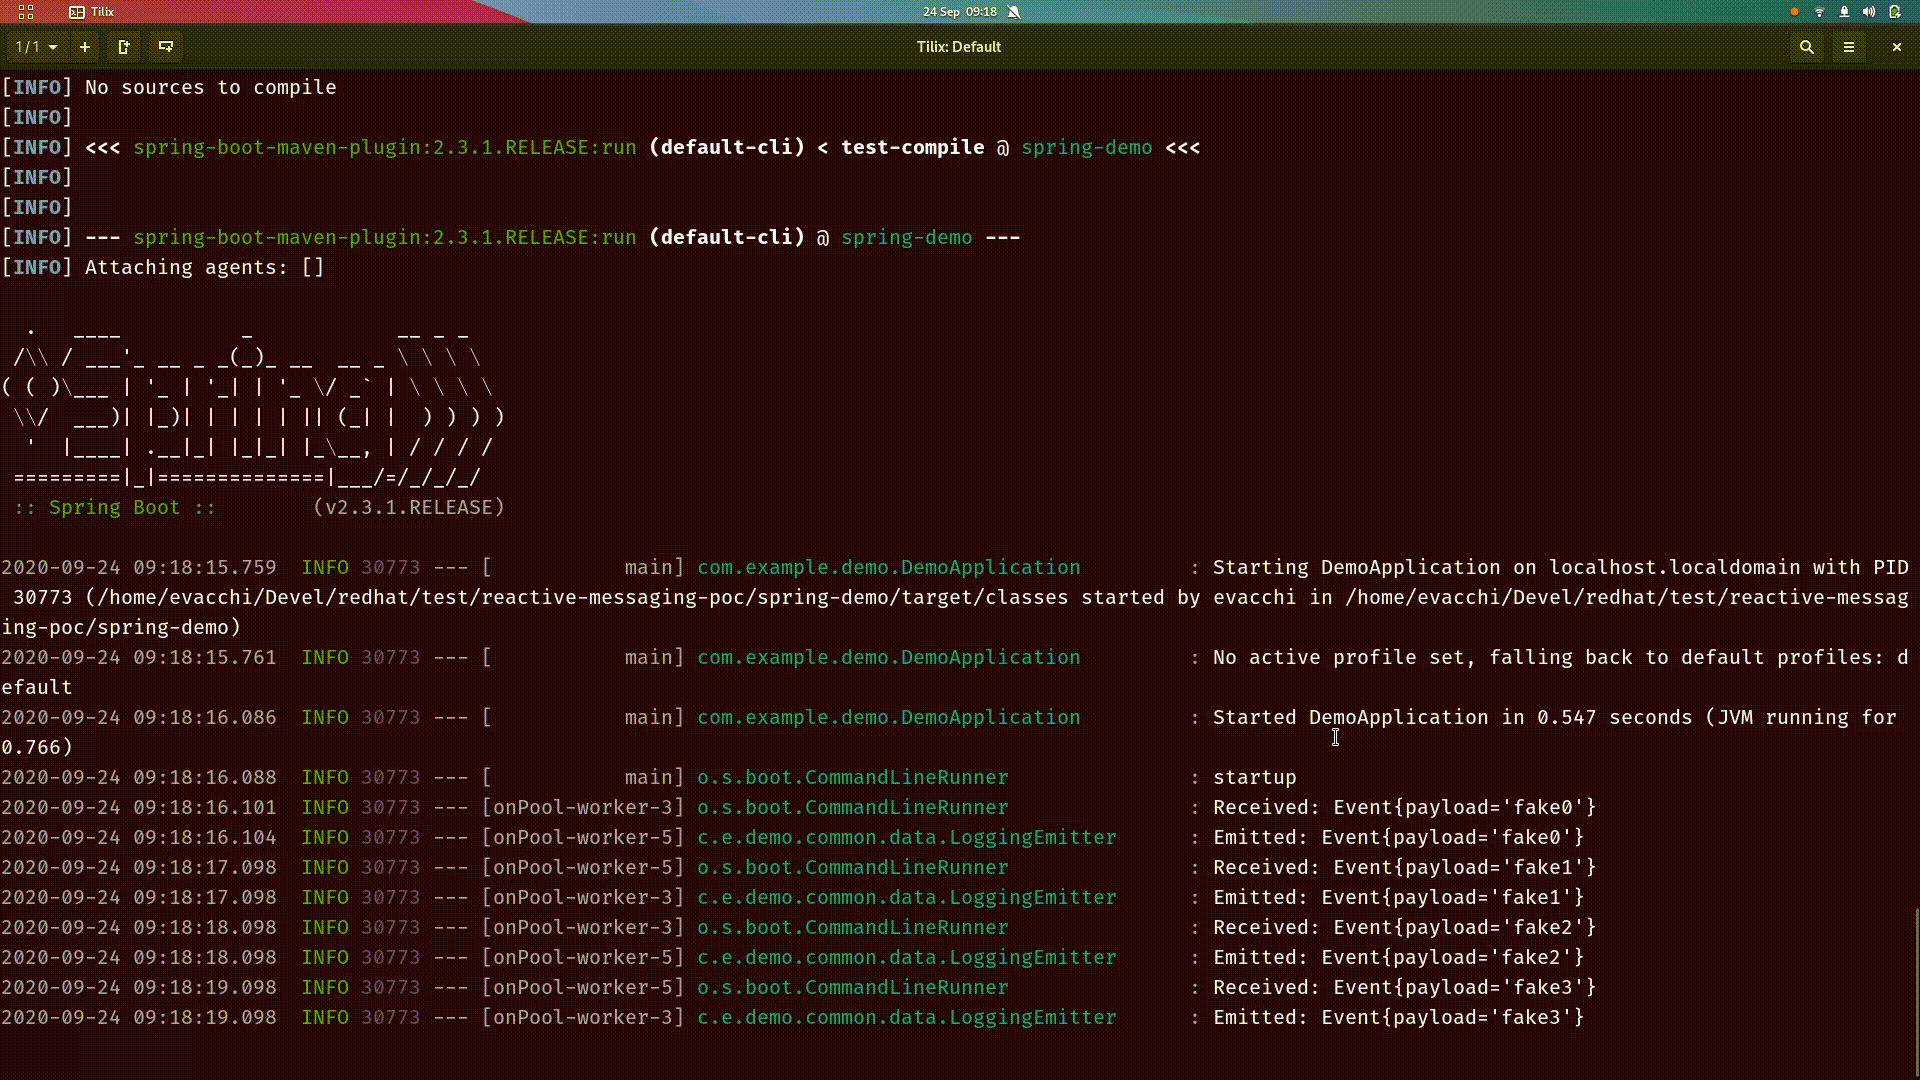 Tilix
24 Sep 09:18
1/1
Tilix: Default
[INFO] No sources to compile
[INFO]
[INFO] <<< spring-boot-maven-plugin:2.3.1.RELEASE:run (default-cli) < test-compile @ spring-demo <<<
[INFO]
[INFO]
[INFO] --- spring-boot-maven-plugin:2.3.1.RELEASE:run (default-cli) @ spring-demo ---
[INFO] Attaching agents: []
  .   ____          _            __ _ _
 /\\ / ___'_ __ _ _(_)_ __  __ _ \ \ \ \
( ( )\___ | '_ | '_| | '_ \/ _` | \ \ \ \
 \\/  ___)| |_)| | | | | || (_| |  ) ) ) )
  '  |____| .__|_| |_|_| |_\__, | / / / /
 =========|_|==============|___/=/_/_/_/
 :: Spring Boot ::        (v2.3.1.RELEASE)
2020-09-24 09:18:15.759  INFO 30773 --- [           main] com.example.demo.DemoApplication         : Starting DemoApplication on localhost.localdomain with PID
 30773 (/home/evacchi/Devel/redhat/test/reactive-messaging-poc/spring-demo/target/classes started by evacchi in /home/evacchi/Devel/redhat/test/reactive-messag
ing-poc/spring-demo)
2020-09-24 09:18:15.761  INFO 30773 --- [           main] com.example.demo.DemoApplication         : No active profile set, falling back to default profiles: d
efault
2020-09-24 09:18:16.086  INFO 30773 --- [           main] com.example.demo.DemoApplication         : Started DemoApplication in 0.547 seconds (JVM running for
0.766)
2020-09-24 09:18:16.088  INFO 30773 --- [           main] o.s.boot.CommandLineRunner               : startup
2020-09-24 09:18:16.101  INFO 30773 --- [onPool-worker-3] o.s.boot.CommandLineRunner               : Received: Event{payload='fake0'}
2020-09-24 09:18:16.104  INFO 30773 --- [onPool-worker-5] c.e.demo.common.data.LoggingEmitter      : Emitted: Event{payload='fake0'}
2020-09-24 09:18:17.098  INFO 30773 --- [onPool-worker-5] o.s.boot.CommandLineRunner               : Received: Event{payload='fake1'}
2020-09-24 09:18:17.098  INFO 30773 --- [onPool-worker-3] c.e.demo.common.data.LoggingEmitter      : Emitted: Event{payload='fake1'}
2020-09-24 09:18:18.098  INFO 30773 --- [onPool-worker-3] o.s.boot.CommandLineRunner               : Received: Event{payload='fake2'}
2020-09-24 09:18:18.098  INFO 30773 --- [onPool-worker-5] c.e.demo.common.data.LoggingEmitter      : Emitted: Event{payload='fake2'}
2020-09-24 09:18:19.098  INFO 30773 --- [onPool-worker-5] o.s.boot.CommandLineRunner               : Received: Event{payload='fake3'}
2020-09-24 09:18:19.098  INFO 30773 --- [onPool-worker-3] c.e.demo.common.data.LoggingEmitter      : Emitted: Event{payload='fake3'}